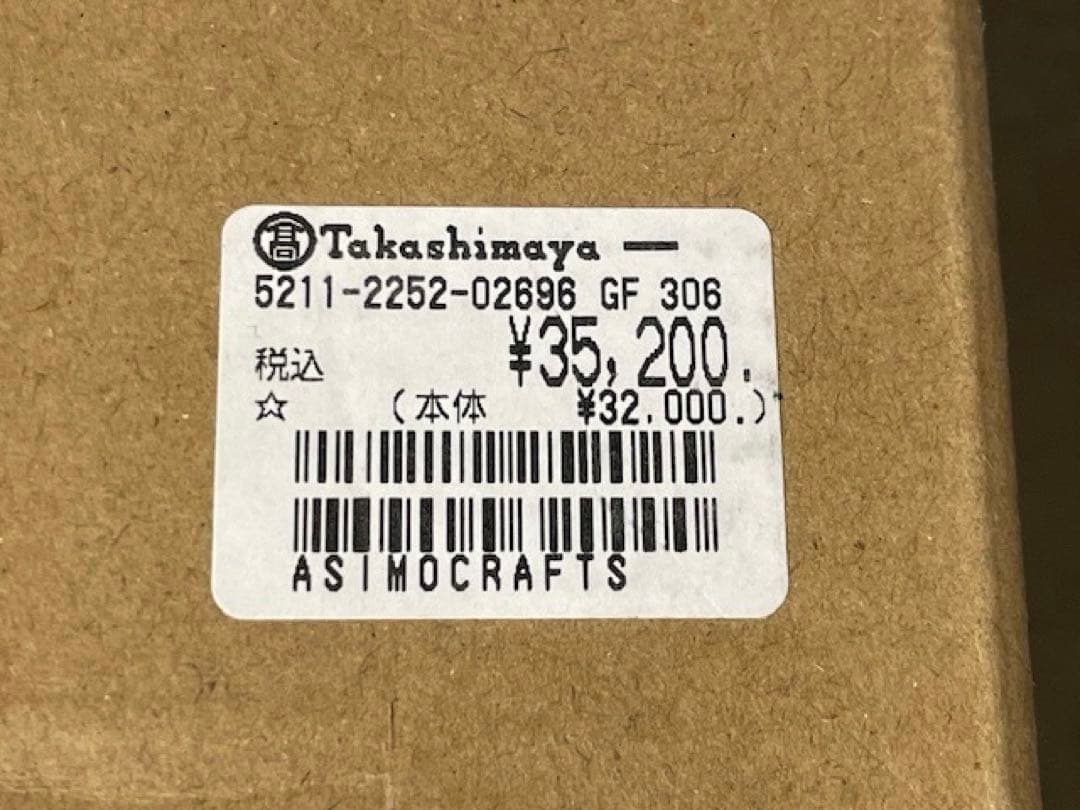 髙 Takashimaya
5211-2252-02696 GF 306
税込 ¥35,200.
☆ (本体 ¥32,000.)
ASIMOCRAFTS